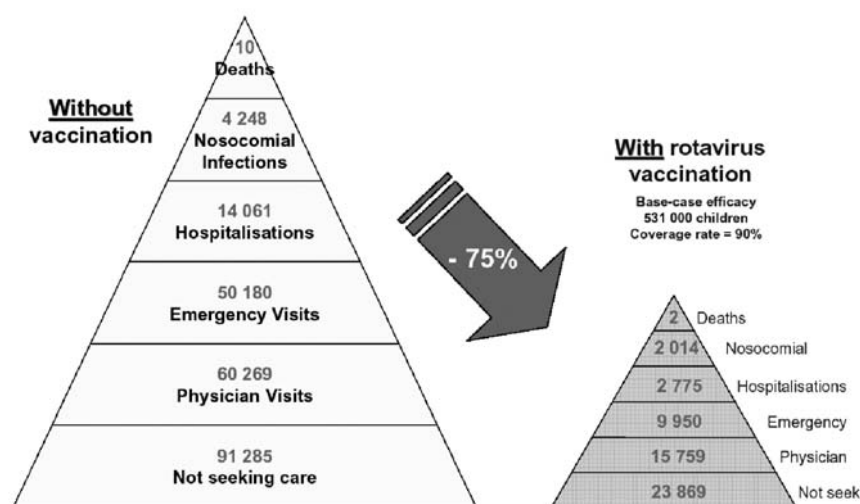 10
Deaths
Without
vaccination
4 248
Nosocomial
Infections
14 061
Hospitalisations
50 180
Emergency Visits
60 269
Physician Visits
91 285
Not seeking care
- 75%
With rotavirus
vaccination
Base-case efficacy
531 000 children
Coverage rate = 90%
2 Deaths
2 014 Nosocomial
2 775 Hospitalisations
9 950 Emergency
15 759 Physician
23 869 Not seek